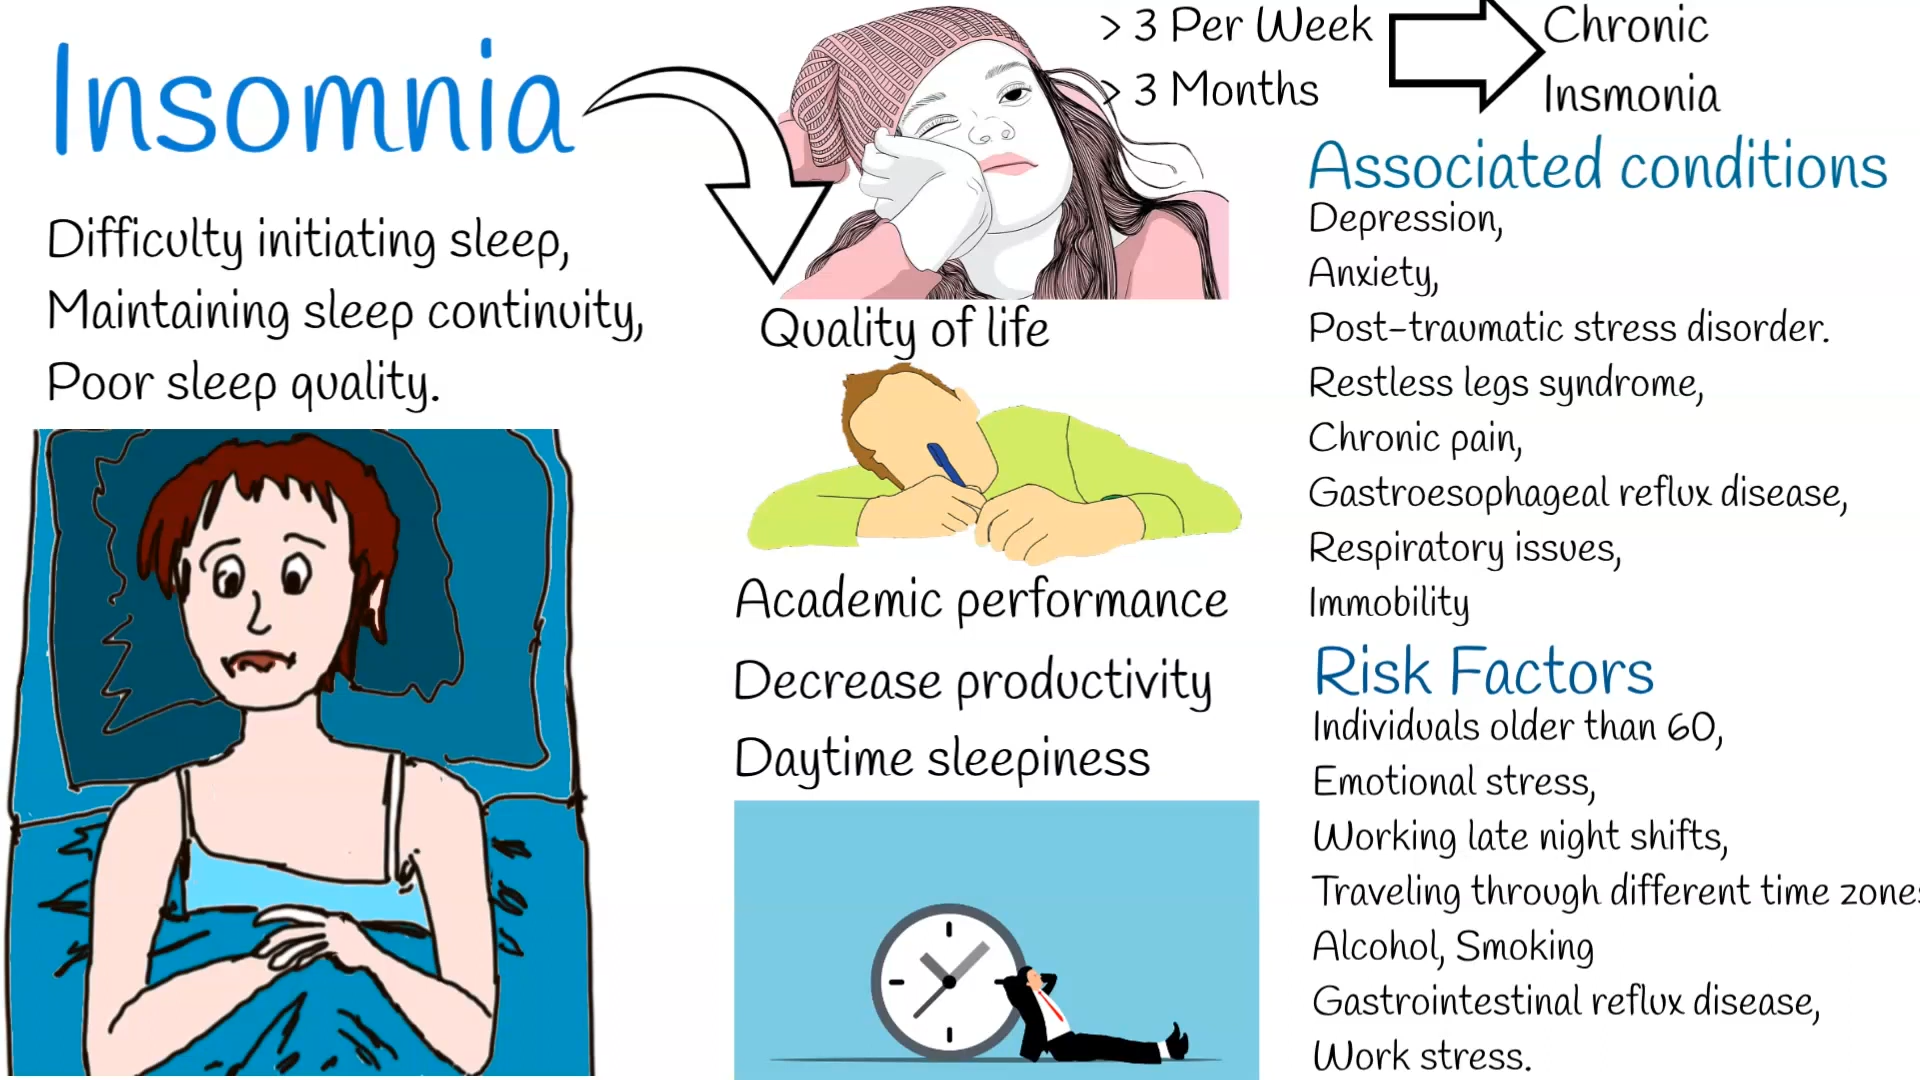 Insomnia
Difficulty initiating sleep,
Maintaining sleep continuity,
Poor sleep quality.
Quality of life
Academic performance
Decrease productivity
Daytime sleepiness
> 3 Per Week
> 3 Months
Chronic
Insmonia
Associated conditions
Depression,
Anxiety,
Post-traumatic stress disorder.
Restless legs syndrome,
Chronic pain,
Gastroesophageal reflux disease,
Respiratory issues,
Immobility
Risk Factors
Individuals older than 60,
Emotional stress,
Working late night shifts,
Traveling through different time zones
Alcohol, Smoking
Gastrointestinal reflux disease,
Work stress.